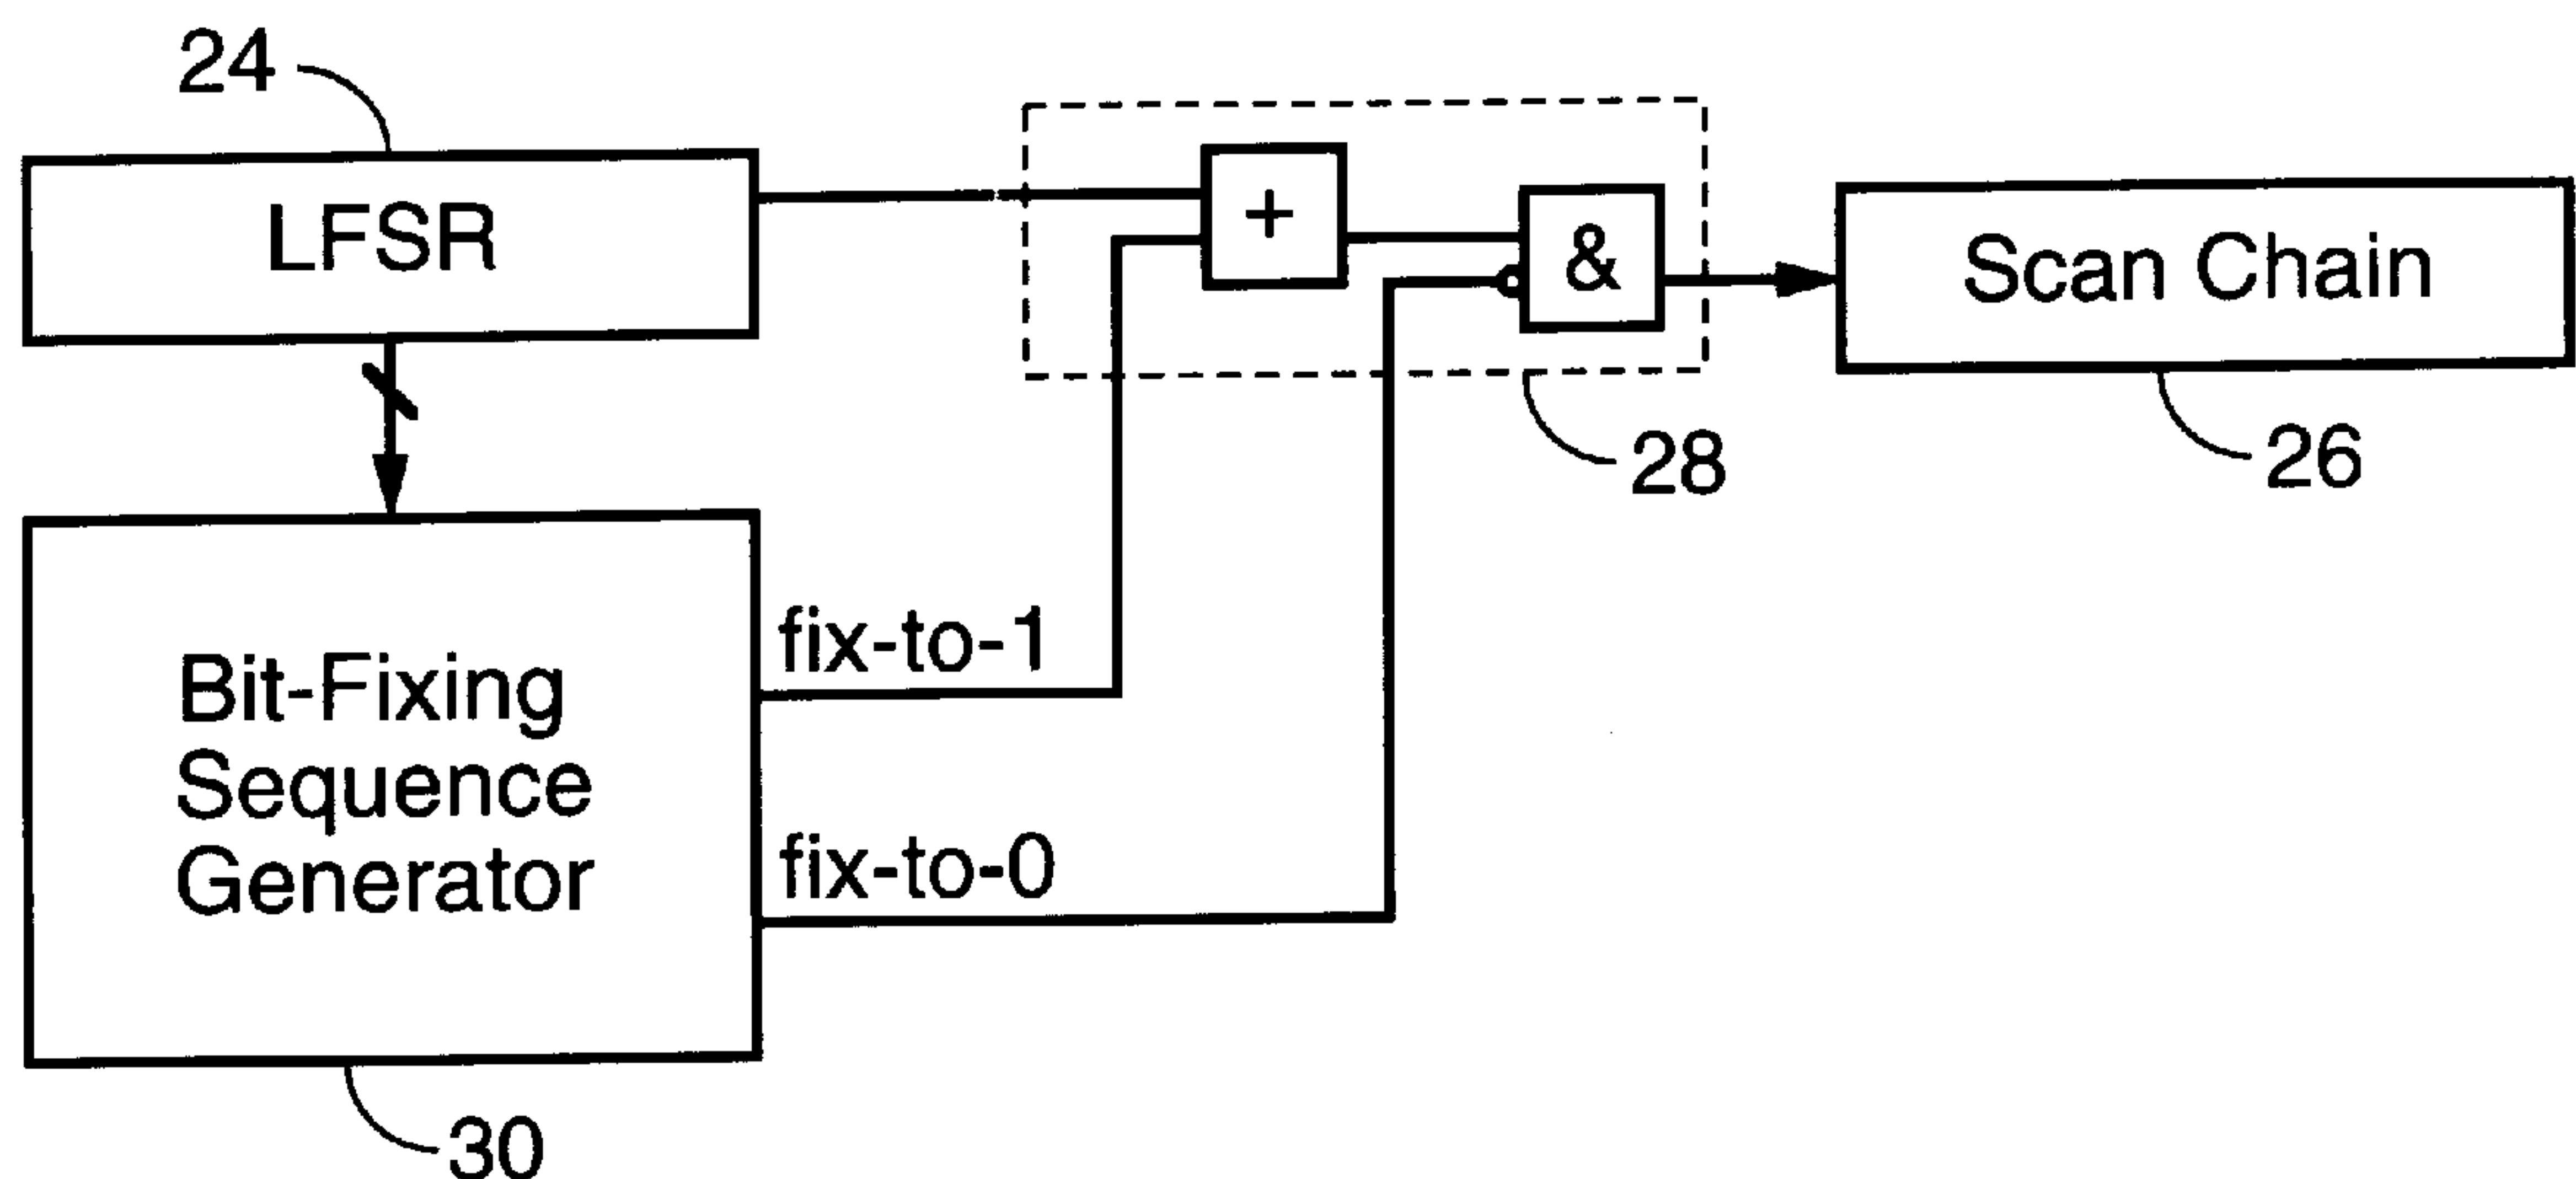 24
LFSR
+
&
Scan Chain
28
26
fix-to-1
Bit-Fixing
Sequence
Generator
fix-to-0
30